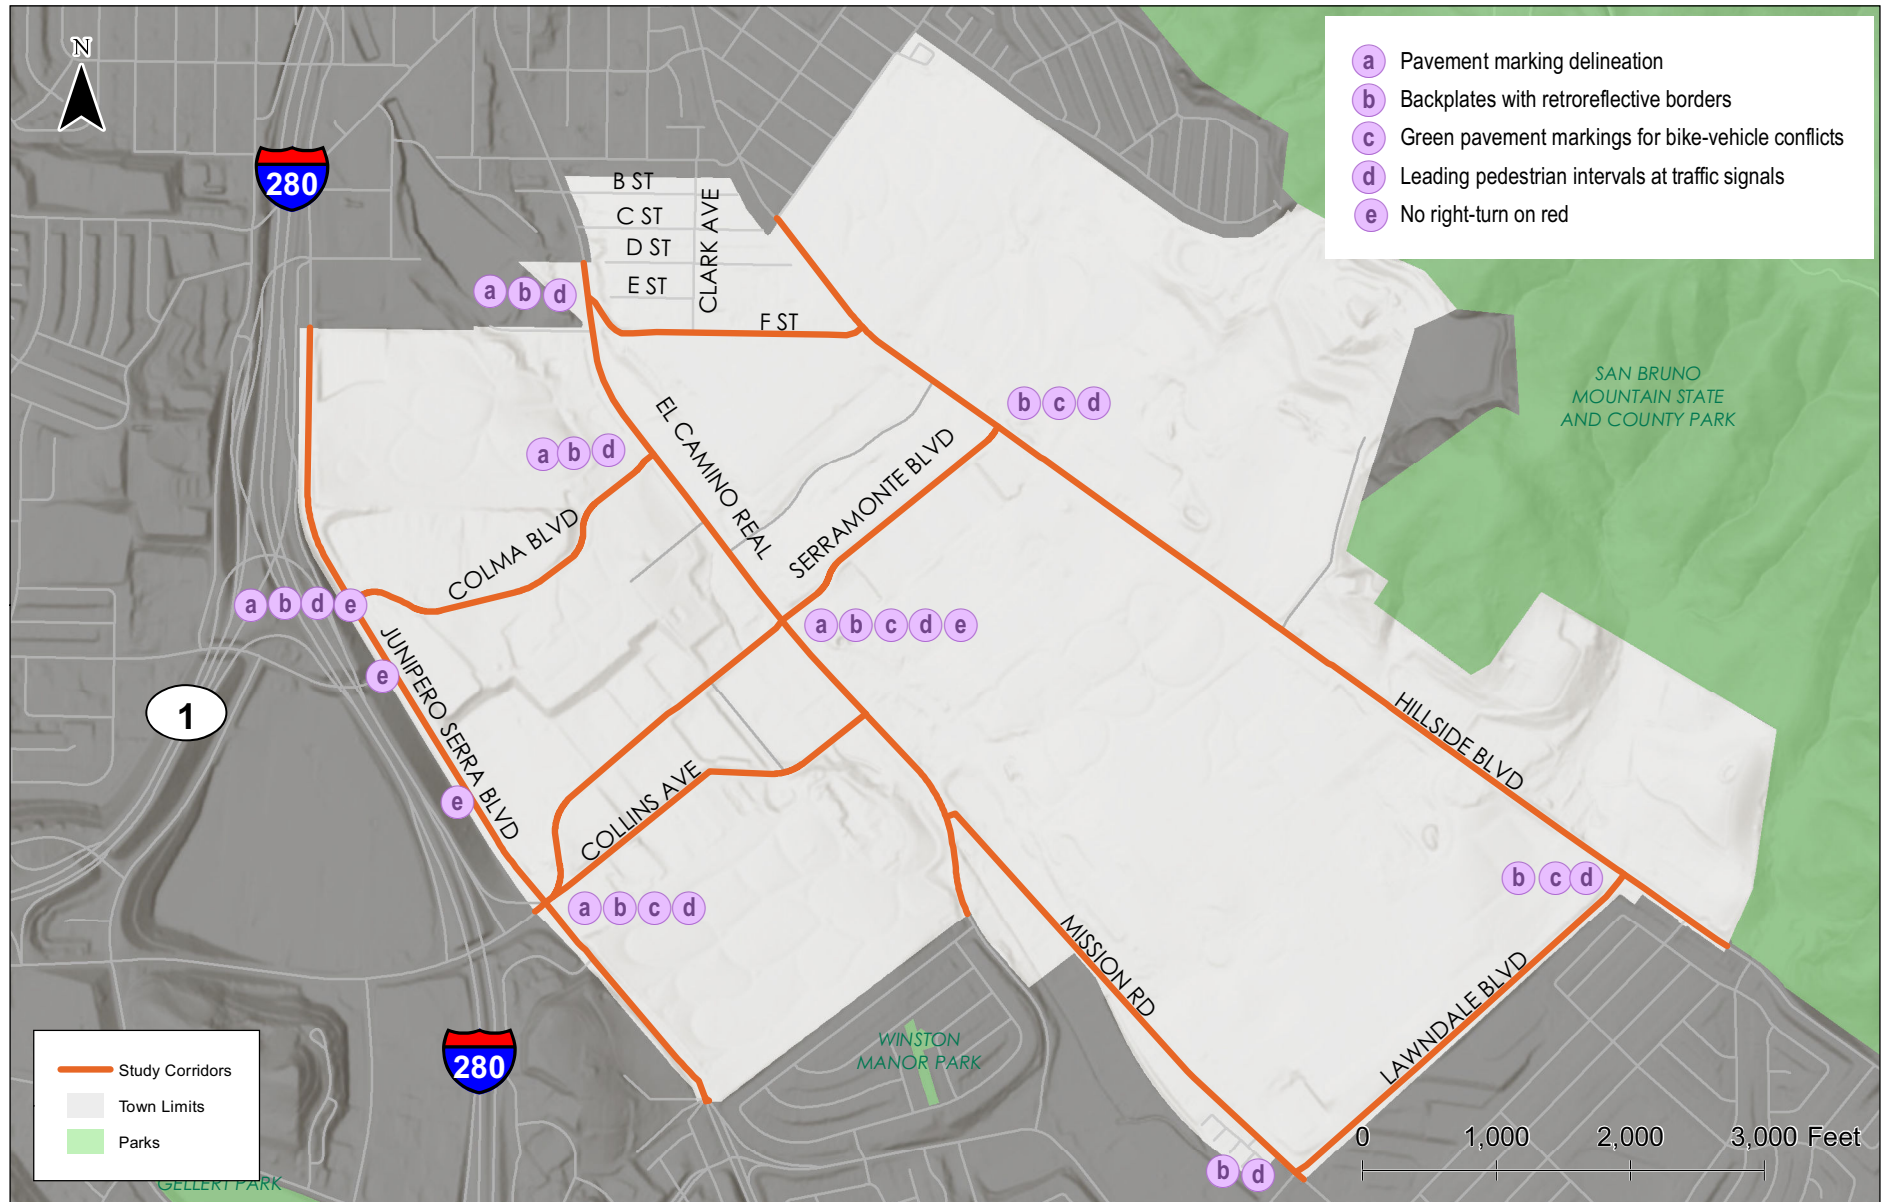 N
a Pavement marking delineation
b Backplates with retroreflective borders
c Green pavement markings for bike-vehicle conflicts
d Leading pedestrian intervals at traffic signals
e No right-turn on red
280
B ST
C ST
D ST
E ST
CLARK AVE
F ST
a b d
EL CAMINO REAL
b c d
SAN BRUNO
MOUNTAIN STATE
AND COUNTY PARK
a b d
SERRAMONTE BLVD
COLMA BLVD
a b d e
a b c d e
JUNIPERO SERRA BLVD
e
1
HILLSIDE BLVD
e
COLLINS AVE
b c d
a b c d
MISSION RD
LAWNDALE BLVD
WINSTON
MANOR PARK
280
Study Corridors
Town Limits
Parks
GELLERT PARK
b d
0 1,000 2,000 3,000 Feet